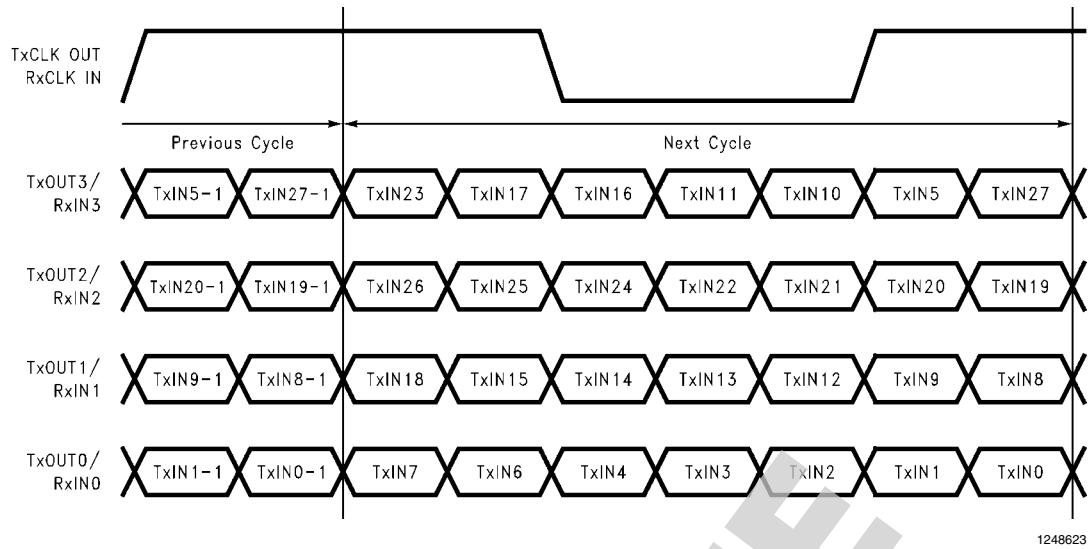 TxCLK OUT
RxCLK IN
Previous Cycle
Next Cycle
TxOUT3/
RxIN3
TxIN5-1 TxIN27-1 TxIN23 TxIN17 TxIN16 TxIN11 TxIN10 TxIN5 TxIN27
TxOUT2/
RxIN2
TxIN20-1 TxIN19-1 TxIN26 TxIN25 TxIN24 TxIN22 TxIN21 TxIN20 TxIN19
TxOUT1/
RxIN1
TxIN9-1 TxIN8-1 TxIN18 TxIN15 TxIN14 TxIN13 TxIN12 TxIN9 TxIN8
TxOUT0/
RxIN0
TxIN1-1 TxIN0-1 TxIN7 TxIN6 TxIN4 TxIN3 TxIN2 TxIN1 TxIN0
1248623